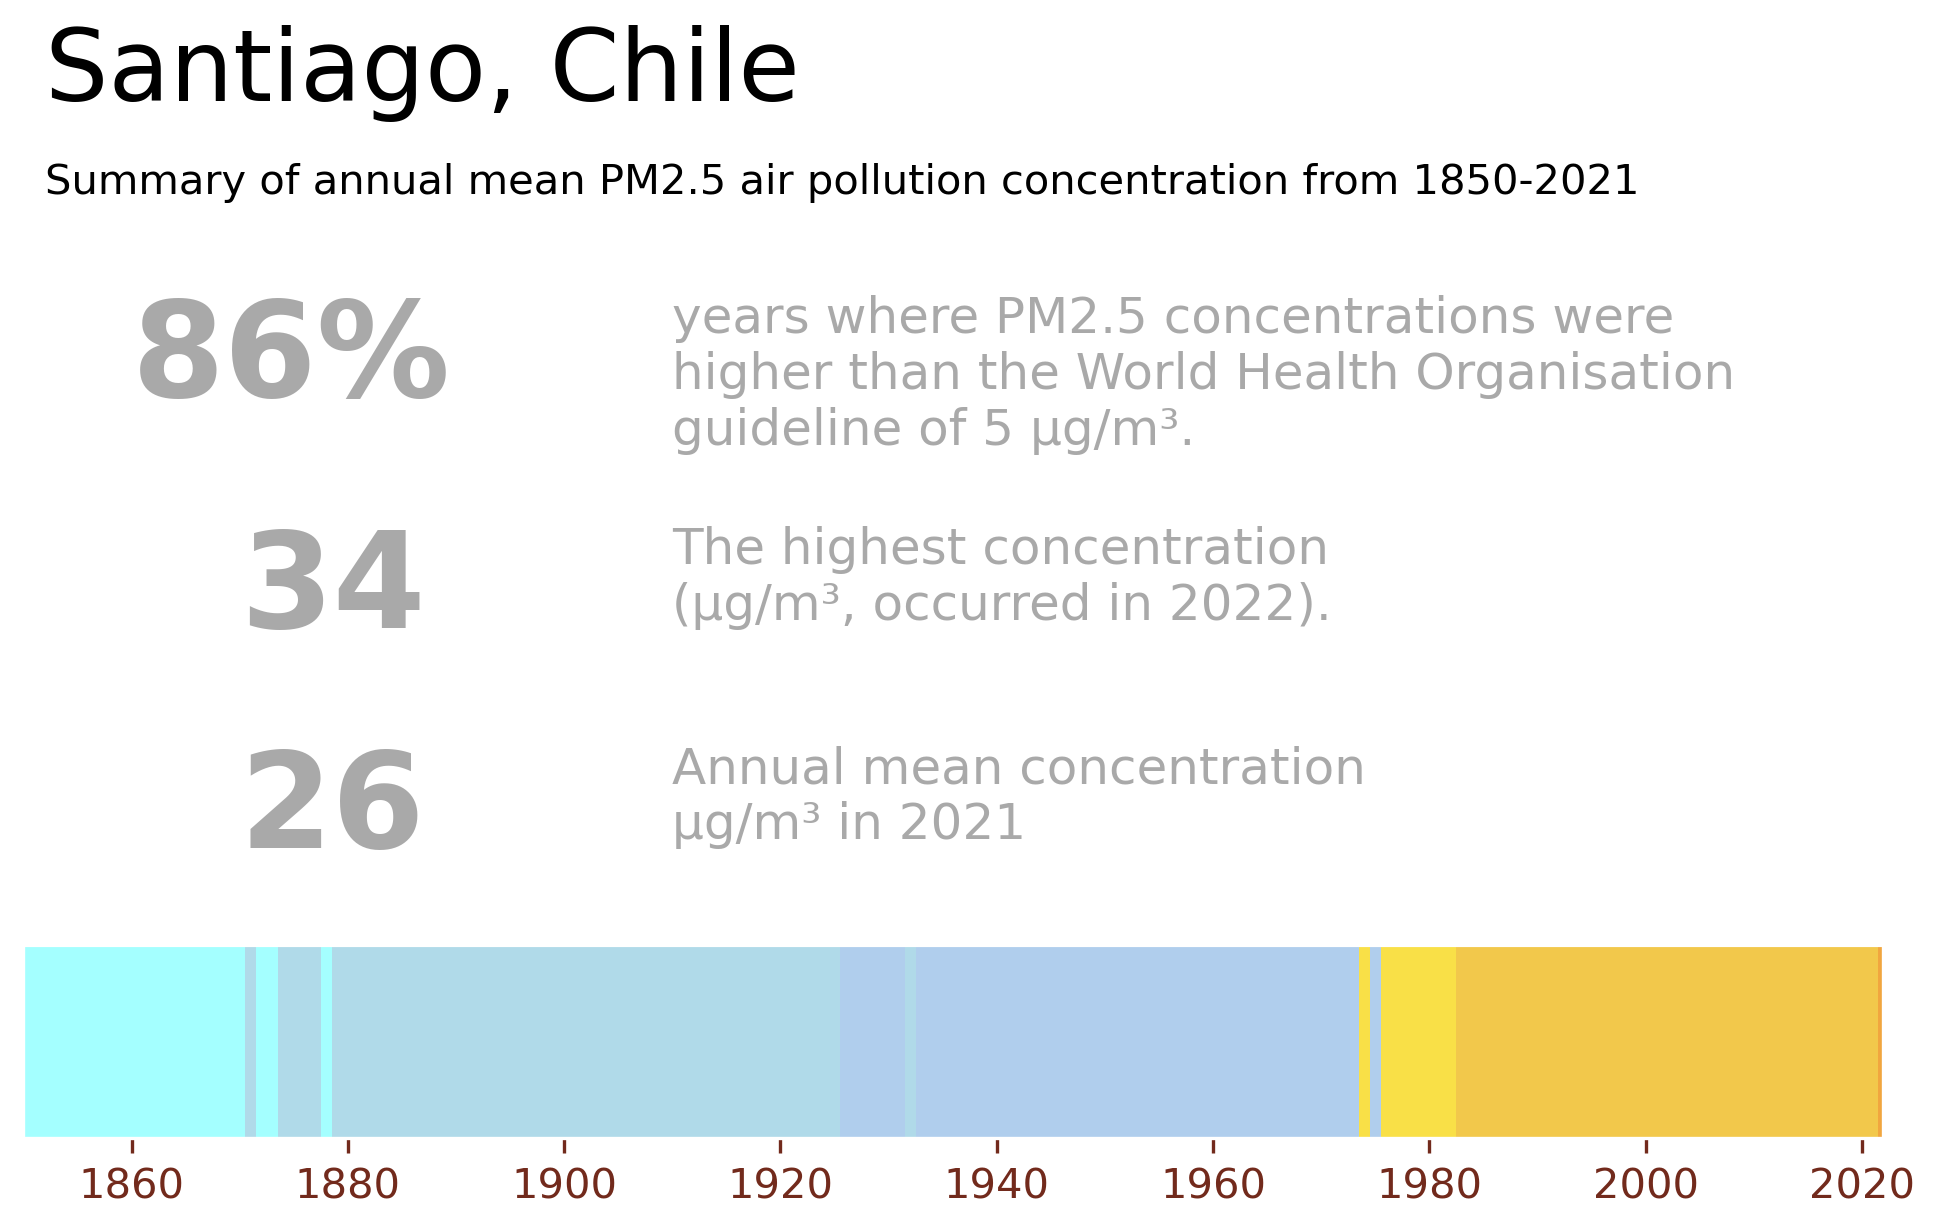 Santiago, Chile
Summary of annual mean PM2.5 air pollution concentration from 1850-2021
86%
years where PM2.5 concentrations were
higher than the World Health Organisation
guideline of 5 µg/m³.
34
The highest concentration
(µg/m³, occurred in 2022).
26
Annual mean concentration
µg/m³ in 2021
1860 1880 1900 1920 1940 1960 1980 2000 2020